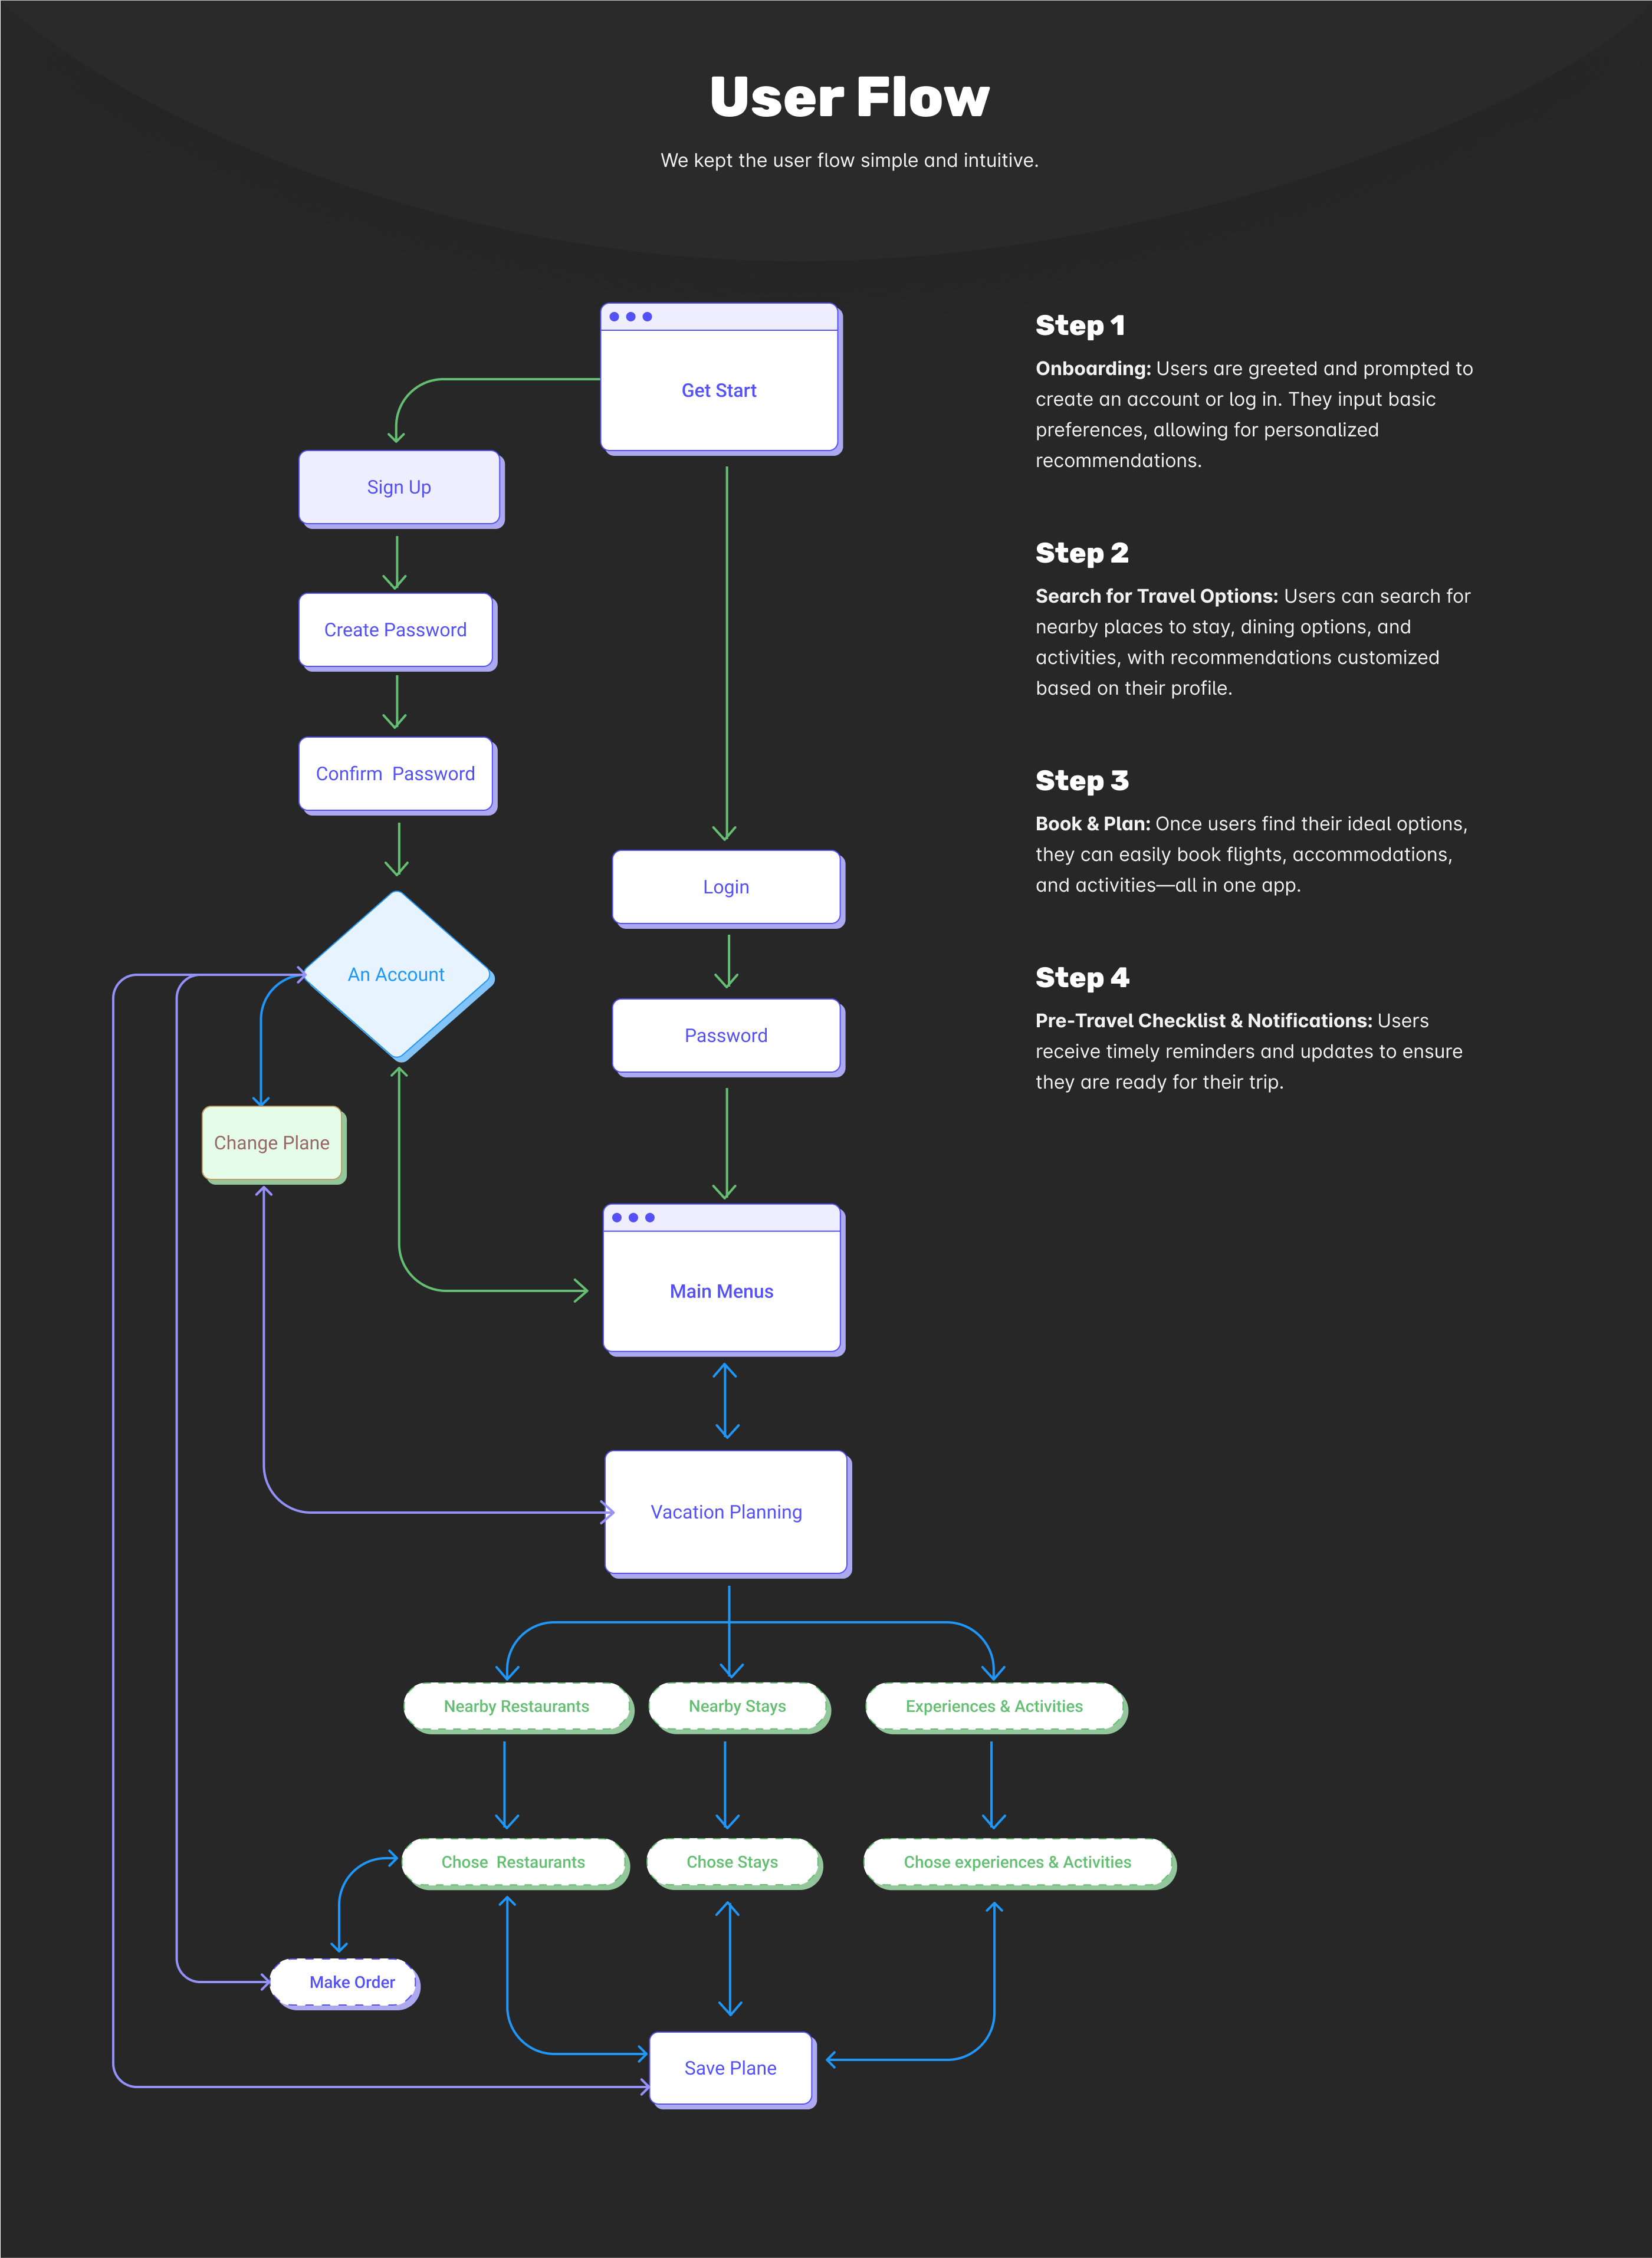 User Flow
We kept the user flow simple and intuitive.
Get Start
Sign Up
Create Password
Confirm  Password
An Account
Change Plane
Login
Password
Main Menus
Vacation Planning
Nearby Restaurants
Nearby Stays
Experiences & Activities
Chose  Restaurants
Chose Stays
Chose experiences & Activities
Make Order
Save Plane
Step 1
Onboarding: Users are greeted and prompted to
create an account or log in. They input basic
preferences, allowing for personalized
recommendations.
Step 2
Search for Travel Options: Users can search for
nearby places to stay, dining options, and
activities, with recommendations customized
based on their profile.
Step 3
Book & Plan: Once users find their ideal options,
they can easily book flights, accommodations,
and activities—all in one app.
Step 4
Pre-Travel Checklist & Notifications: Users
receive timely reminders and updates to ensure
they are ready for their trip.